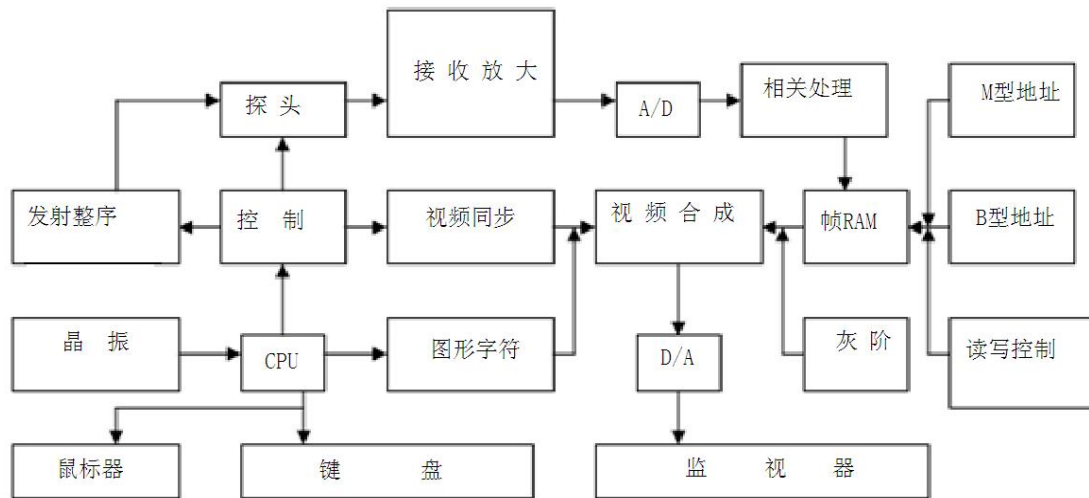 接 收 放 大
探 头
A/D
相关处理
M型地址
发射整序
控 制
视频同步
视 频 合 成
帧RAM
B型地址
晶 振
CPU
图形字符
D/A
灰 阶
读写控制
鼠标器
键 盘
监 视 器